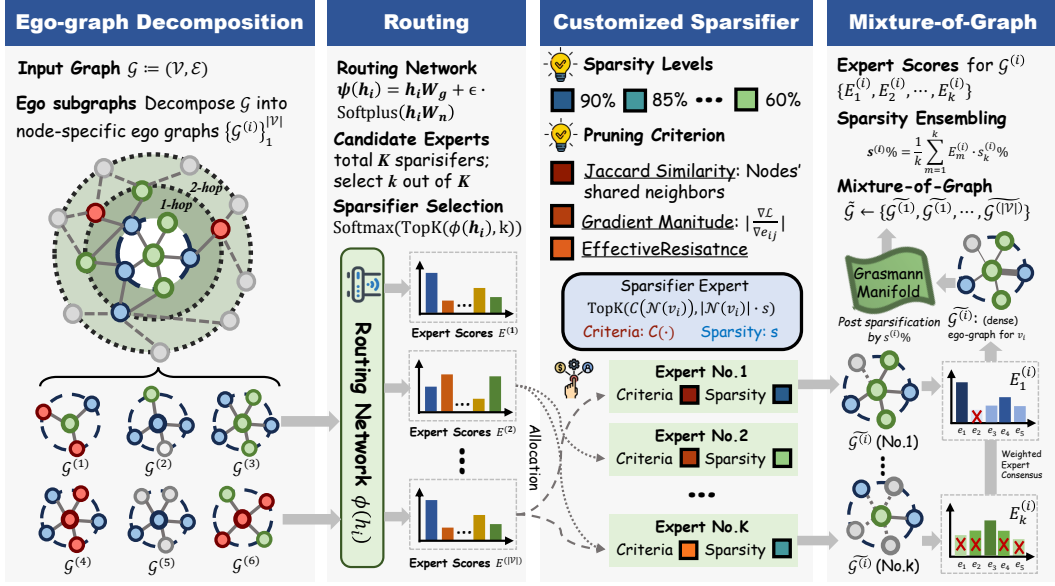 Ego-graph Decomposition
Input Graph 𝒢 ≔ (𝒱, ℰ)
Ego subgraphs Decompose 𝒢 into
node-specific ego graphs {𝒢^(i)}_1^|𝒱|
2-hop
1-hop
𝒢^(1)
𝒢^(2)
𝒢^(3)
𝒢^(4)
𝒢^(5)
𝒢^(6)
Routing
Routing Network
ψ(h_i) = h_i W_g + ϵ ·
Softplus(h_i W_n)
Candidate Experts
total K sparisifers;
select k out of K
Sparsifier Selection
Softmax(TopK(ϕ(h_i), k))
Routing Network ϕ(h_i)
Expert Scores E^(1)
Expert Scores E^(2)
Expert Scores E^(|𝒱|)
Allocation
Customized Sparsifier
Sparsity Levels
90% 85% ••• 60%
Pruning Criterion
Jaccard Similarity: Nodes'
shared neighbors
Gradient Manitude: |∇ℒ/∇e_ij|
EffectiveResisatnce
Sparsifier Expert
TopK(𝒞(𝒩(v_i)), |𝒩(v_i)| · s)
Criteria: C(·) Sparsity: s
Expert No.1
Criteria Sparsity
Expert No.2
Criteria Sparsity
•••
Expert No.K
Criteria Sparsity
Mixture-of-Graph
Expert Scores for 𝒢^(i)
{E_1^(i), E_2^(i), ⋯, E_k^(i)}
Sparsity Ensembling
s^(i)% = 1/k ∑_{m=1}^{k} E_m^(i) · s_k^(i)%
Mixture-of-Graph
𝒢̃ ← {𝒢̃^(1), 𝒢̃^(1), ⋯, 𝒢̃^(|𝒱|)}
Grasmann
Manifold
Post sparsification
by s^(i)%
𝒢̃^(i): (dense)
ego-graph for v_i
𝒢̃^(i) (No.1)
E_1^(i)
e_1 e_2 e_3 e_4 e_5
Weighted
Expert
Consensus
𝒢̃^(i) (No.k)
E_k^(i)
e_1 e_2 e_3 e_4 e_5